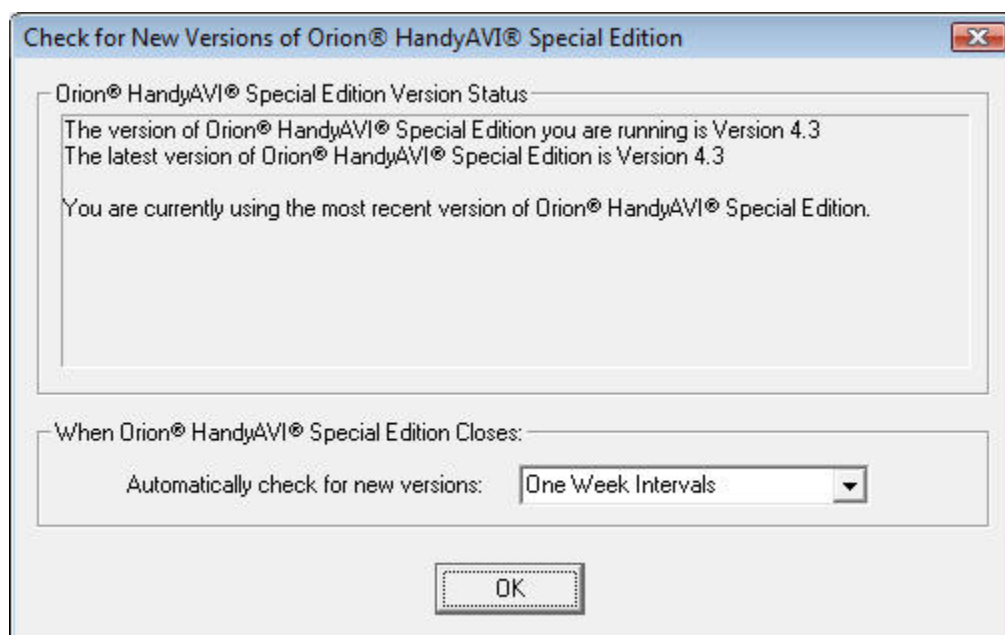 Check for New Versions of Orion® HandyAVI® Special Edition
Orion® HandyAVI® Special Edition Version Status
The version of Orion® HandyAVI® Special Edition you are running is Version 4.3
The latest version of Orion® HandyAVI® Special Edition is Version 4.3
You are currently using the most recent version of Orion® HandyAVI® Special Edition.
When Orion® HandyAVI® Special Edition Closes:
Automatically check for new versions: One Week Intervals
OK